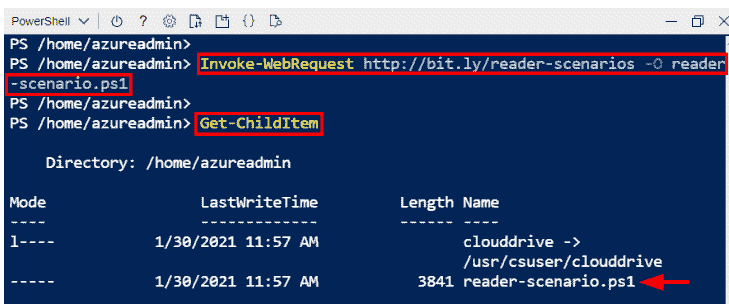 PowerShell
PS /home/azureadmin>
PS /home/azureadmin> Invoke-WebRequest http://bit.ly/reader-scenarios -O reader
-scenario.ps1
PS /home/azureadmin>
PS /home/azureadmin> Get-ChildItem
Directory: /home/azureadmin
Mode LastWriteTime Length Name
---- ------------- ------ ----
l---- 1/30/2021 11:57 AM clouddrive ->
/usr/csuser/clouddrive
----- 1/30/2021 11:57 AM 3841 reader-scenario.ps1